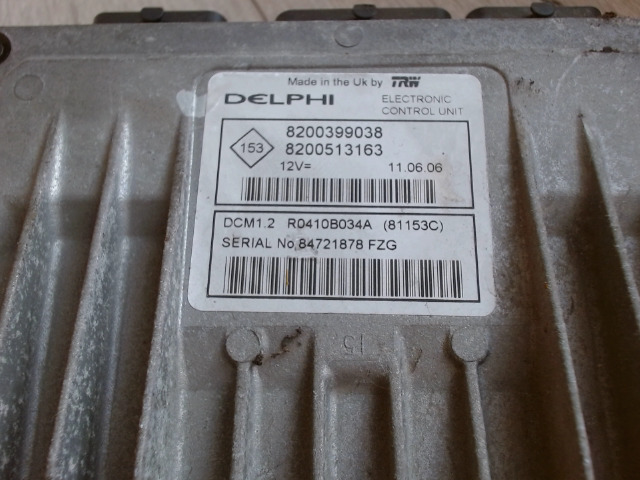 Made in the Uk by TRW
DELPHI ELECTRONIC
CONTROL UNIT
153
8200399038
8200513163
12V= 11.06.06
DCM1.2 R0410B034A (81153C)
SERIAL No.84721878 FZG
15